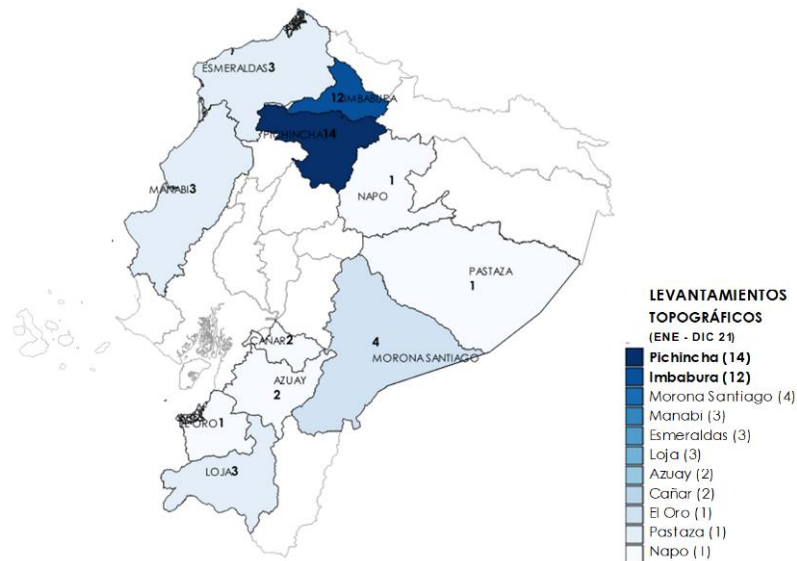 ESMERALDAS3
12IMBABURA
PICHINCHA14
MANABI3
1
NAPO
PASTAZA
1
CAÑAR2
4
MORONA SANTIAGO
AZUAY
2
EL ORO1
LOJA3
LEVANTAMIENTOS
TOPOGRÁFICOS
(ENE - DIC 21)
Pichincha (14)
Imbabura (12)
Morona Santiago (4)
Manabi (3)
Esmeraldas (3)
Loja (3)
Azuay (2)
Cañar (2)
El Oro (1)
Pastaza (1)
Napo (1)